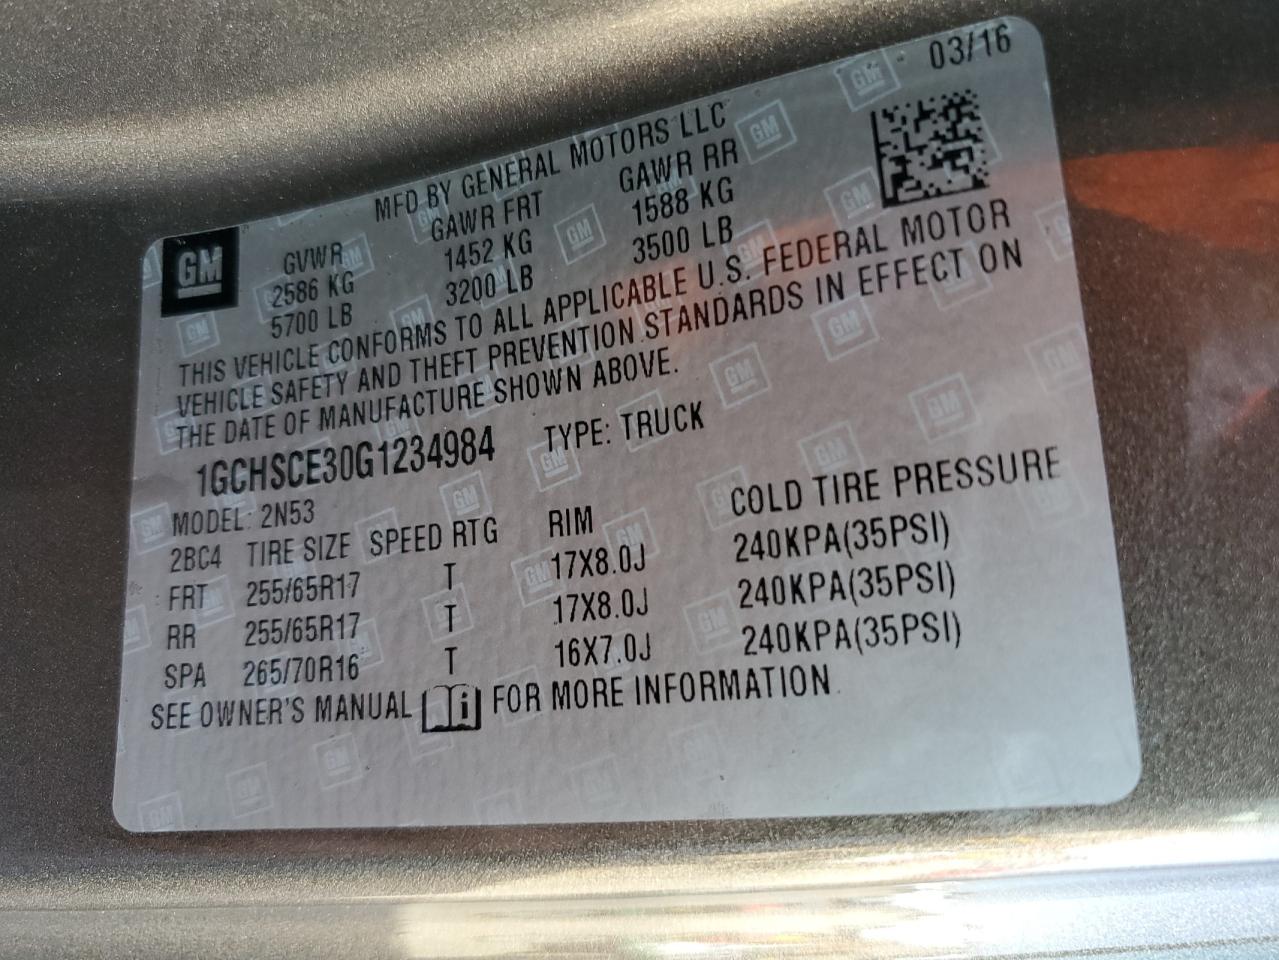 03/16
MFD BY GENERAL MOTORS LLC
GM
GVWR GAWR FRT GAWR RR
2586 KG 1452 KG 1588 KG
5700 LB 3200 LB 3500 LB
THIS VEHICLE CONFORMS TO ALL APPLICABLE U.S. FEDERAL MOTOR
VEHICLE SAFETY AND THEFT PREVENTION STANDARDS IN EFFECT ON
THE DATE OF MANUFACTURE SHOWN ABOVE.
1GCHSCE30G1234984 TYPE: TRUCK
MODEL: 2N53
2BC4 TIRE SIZE SPEED RTG RIM COLD TIRE PRESSURE
FRT 255/65R17 T 17X8.0J 240KPA(35PSI)
RR 255/65R17 T 17X8.0J 240KPA(35PSI)
SPA 265/70R16 T 16X7.0J 240KPA(35PSI)
SEE OWNER'S MANUAL i FOR MORE INFORMATION